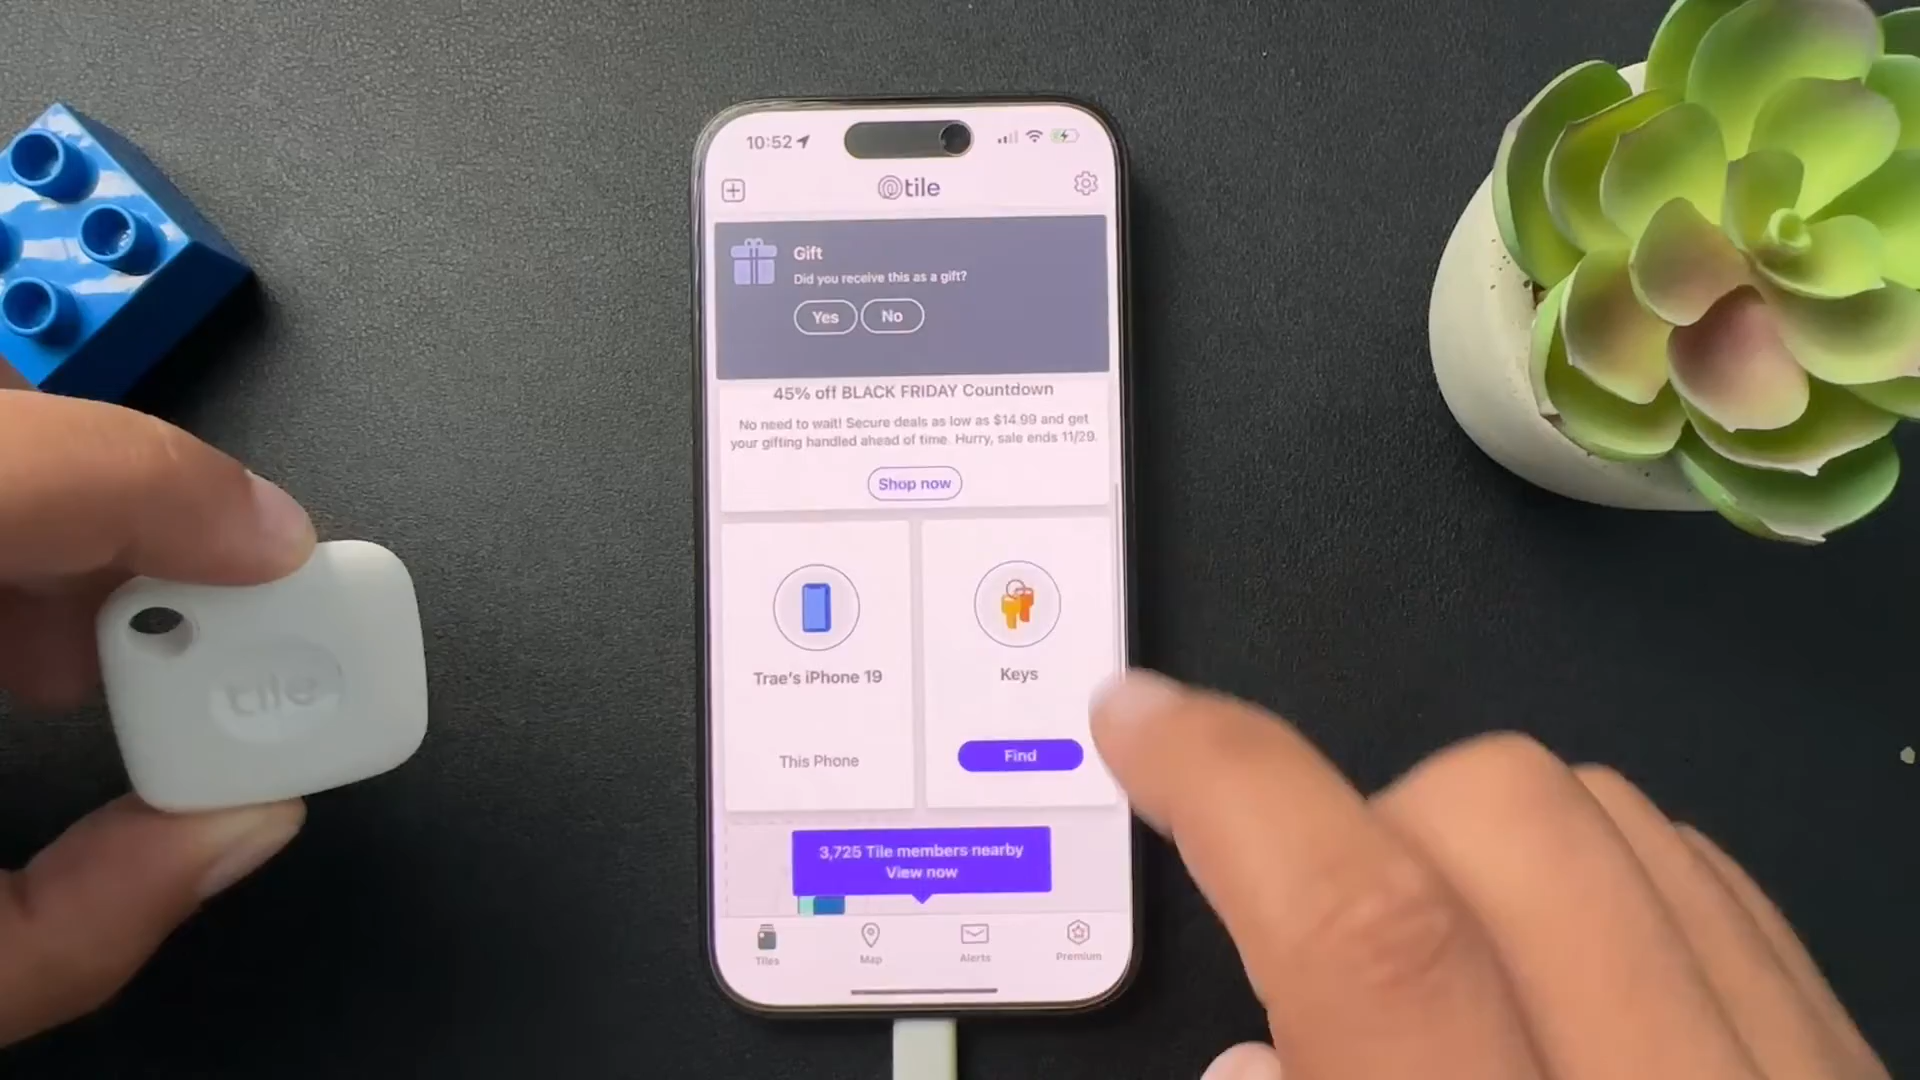 10:52
tile
Gift
Did you receive this as a gift?
Yes No
45% off BLACK FRIDAY Countdown
No need to wait! Secure deals as low as $14.99 and get
your gifting handled ahead of time. Hurry, sale ends 11/29.
Shop now
Trae's iPhone 19
Keys
This Phone
Find
3,725 Tile members nearby
View now
Tiles Map Alerts Premium
tile